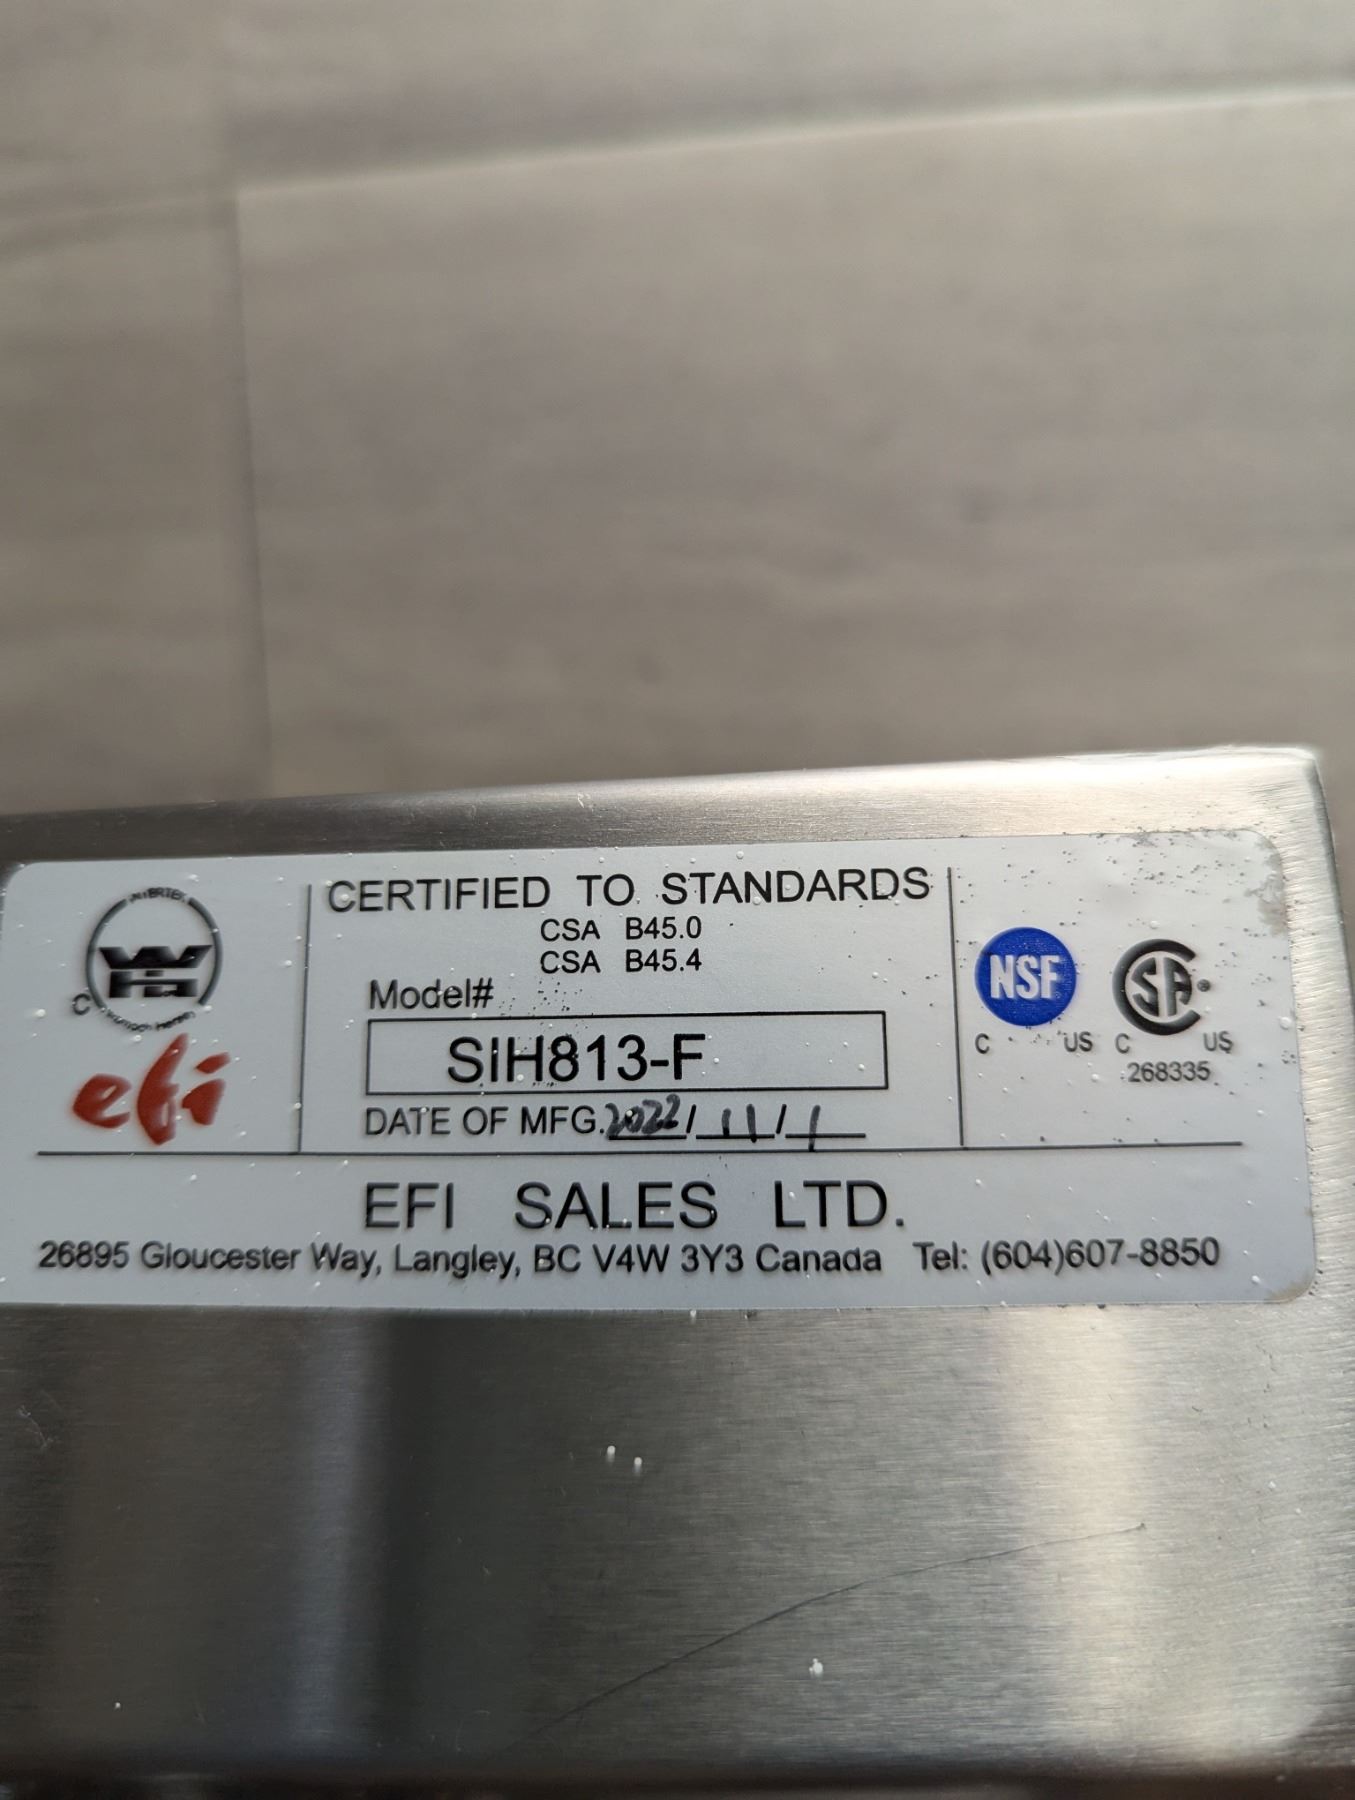 CERTIFIED TO STANDARDS
CSA B45.0
CSA B45.4
Model#
SIH813-F
DATE OF MFG. 2022/11/1
efi
C
NSF
C US
CSA
C US
268335
EFI SALES LTD.
26895 Gloucester Way, Langley, BC V4W 3Y3 Canada Tel: (604)607-8850